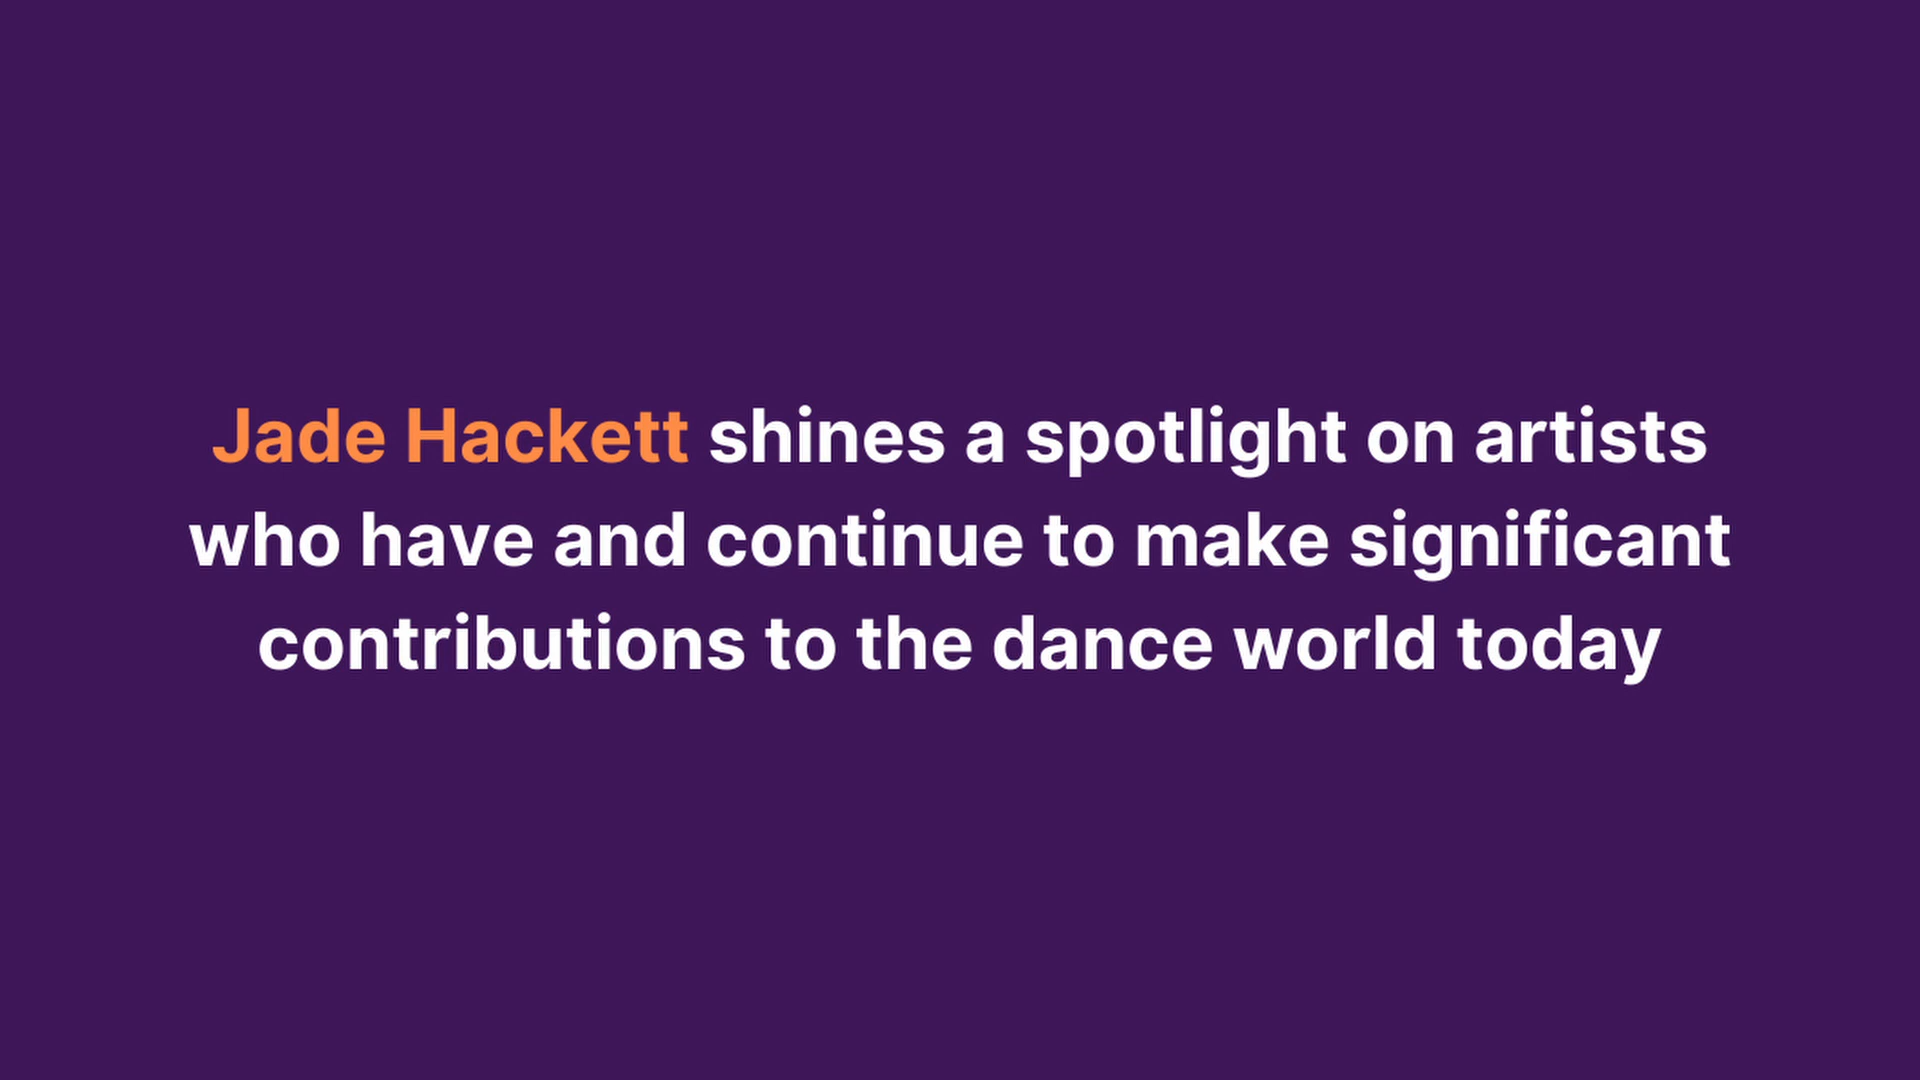 Jade Hackett shines a spotlight on artists
who have and continue to make significant
contributions to the dance world today